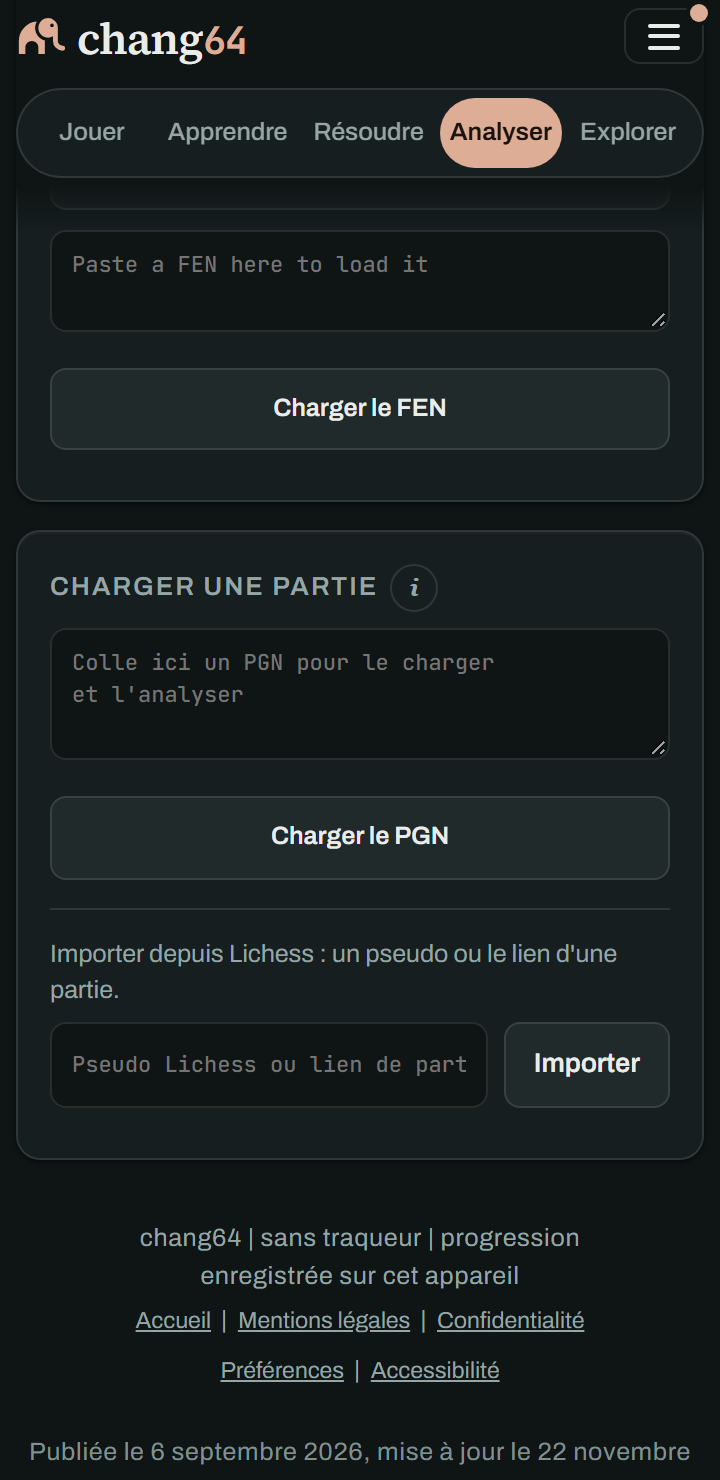 chang64
Jouer
Apprendre
Résoudre
Analyser
Explorer
Paste a FEN here to load it
Charger le FEN
CHARGER UNE PARTIE
i
Colle ici un PGN pour le charger
et l'analyser
Charger le PGN
Importer depuis Lichess : un pseudo ou le lien d'une
partie.
Pseudo Lichess ou lien de part
Importer
chang64 | sans traqueur | progression
enregistrée sur cet appareil
Accueil | Mentions légales | Confidentialité
Préférences | Accessibilité
Publiée le 6 septembre 2026, mise à jour le 22 novembre